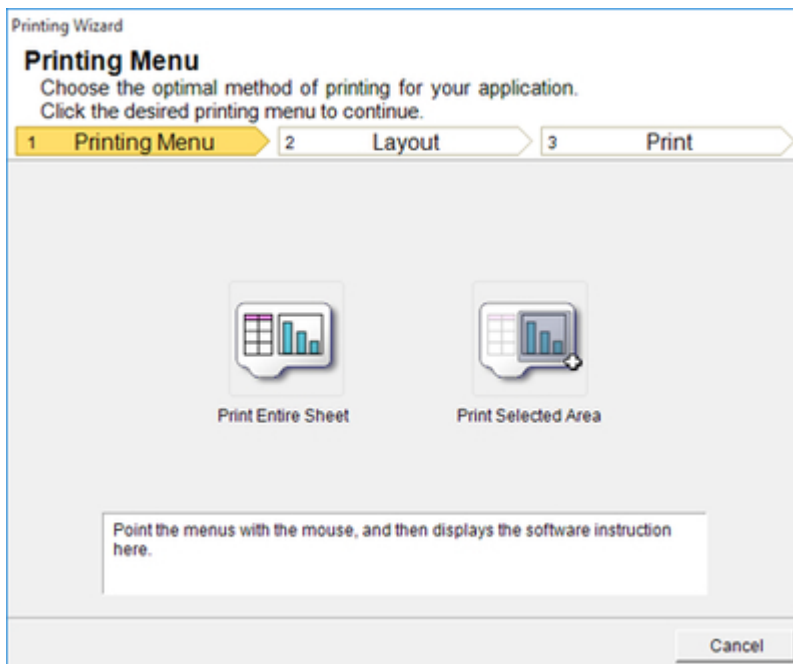 Printing Wizard
Printing Menu
Choose the optimal method of printing for your application.
Click the desired printing menu to continue.
1 Printing Menu 2 Layout 3 Print
Print Entire Sheet Print Selected Area
Point the menus with the mouse, and then displays the software instruction
here.
Cancel